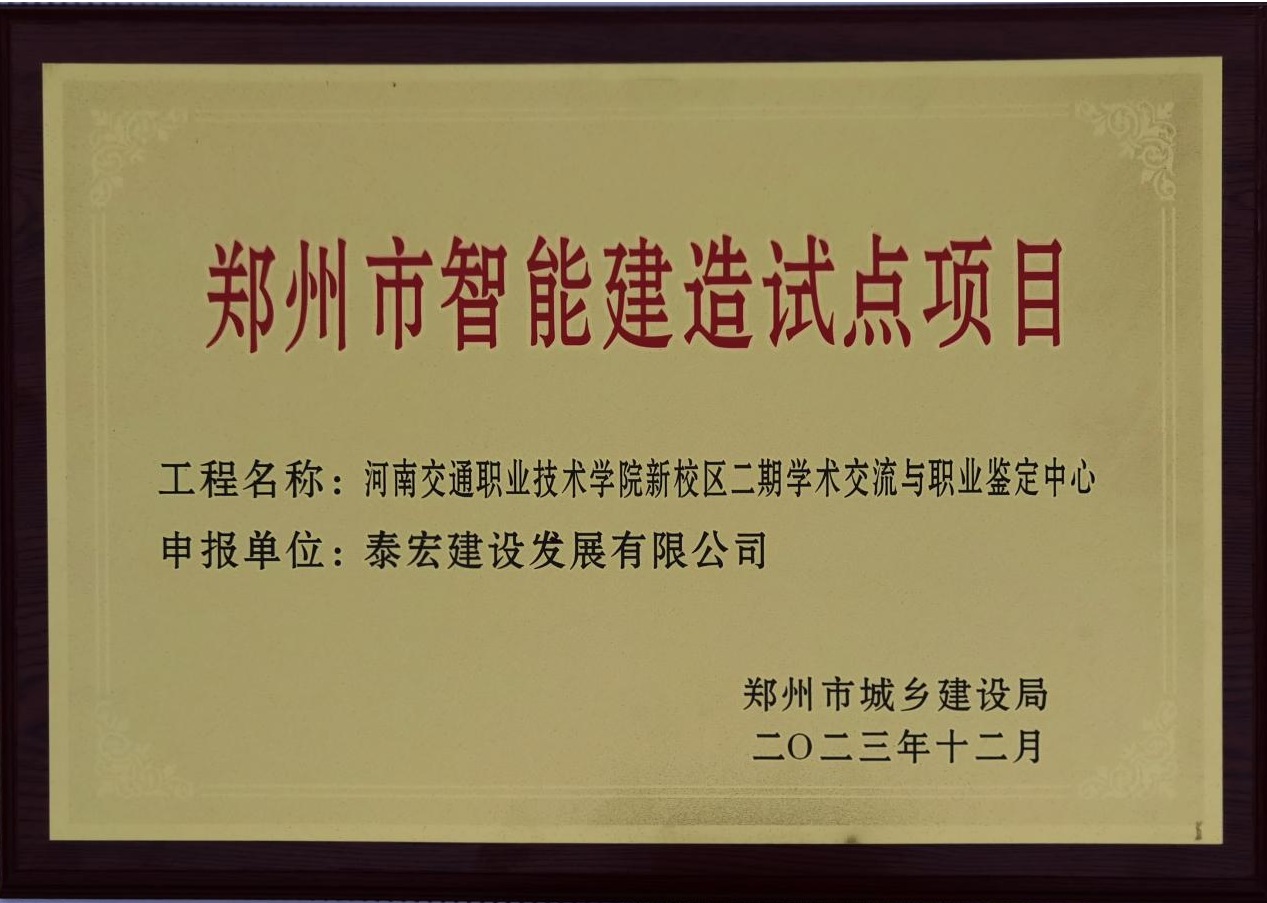 郑州市智能建造试点项目
工程名称：河南交通职业技术学院新校区二期学术交流与职业鉴定中心
申报单位：泰宏建设发展有限公司
郑州市城乡建设局
二〇二三年十二月